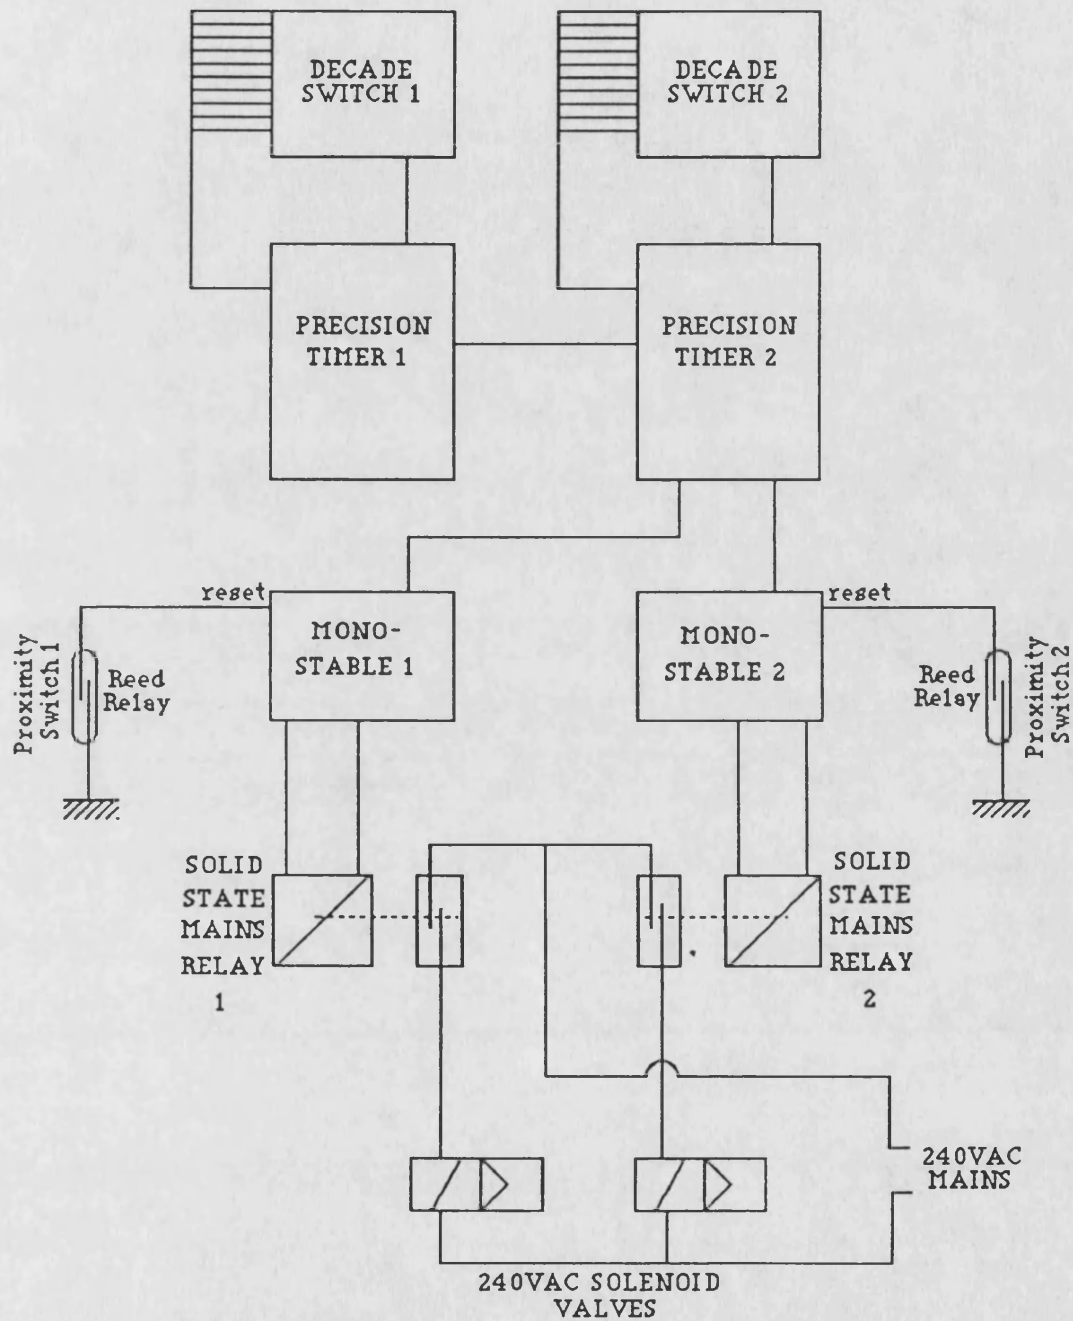 DECADE
SWITCH 1
DECADE
SWITCH 2
PRECISION
TIMER 1
PRECISION
TIMER 2
reset
MONO-
STABLE 1
reset
MONO-
STABLE 2
Proximity
Switch 1
Reed
Relay
Reed
Relay
Proximity
Switch 2
SOLID
STATE
MAINS
RELAY
1
SOLID
STATE
MAINS
RELAY
2
240VAC
MAINS
240VAC SOLENOID
VALVES